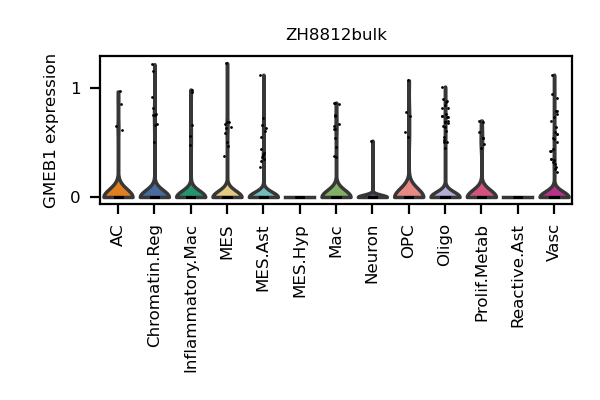 ZH8812bulk
GMEB1 expression
1
0
AC
Chromatin.Reg
Inflammatory.Mac
MES
MES.Ast
MES.Hyp
Mac
Neuron
OPC
Oligo
Prolif.Metab
Reactive.Ast
Vasc